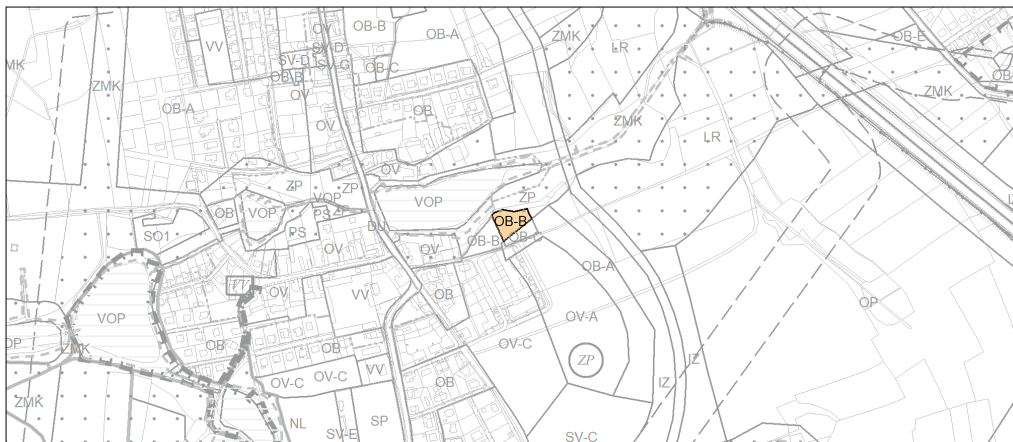 OV
OB-B
OB-A
ZMK
LR
OB-E
VV
SV-D
SV-D
SV-G
OB-C
ZMK
OB-B
ZMK
OV
OB-A
OB
OV
ZMK
LR
OV
ZP
ZP
VOP
VOP
ZP
OB
VOP
PS
ZP
OB-B
DU
PS
SO1
OV
OV
OB-B
OB-C
OB-A
VV
OV
VV
OB
OP
VOP
OV-A
OV-C
ZMK
OB
OB
VV
ZP
IZ
OV-C
OV-C
OB
IZ
ZMK
NL
SP
SV-E
SV-C